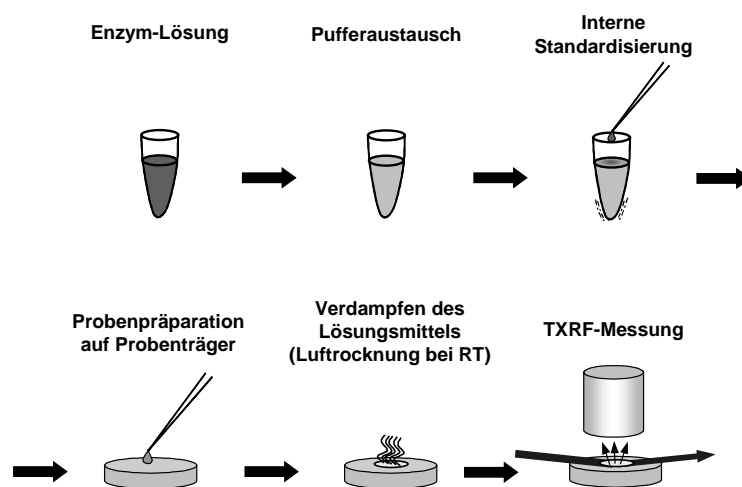 Enzym-Lösung
Pufferaustausch
Interne
Standardisierung
Probenpräparation
auf Probenträger
Verdampfen des
Lösungsmittels
(Luftrocknung bei RT)
TXRF-Messung